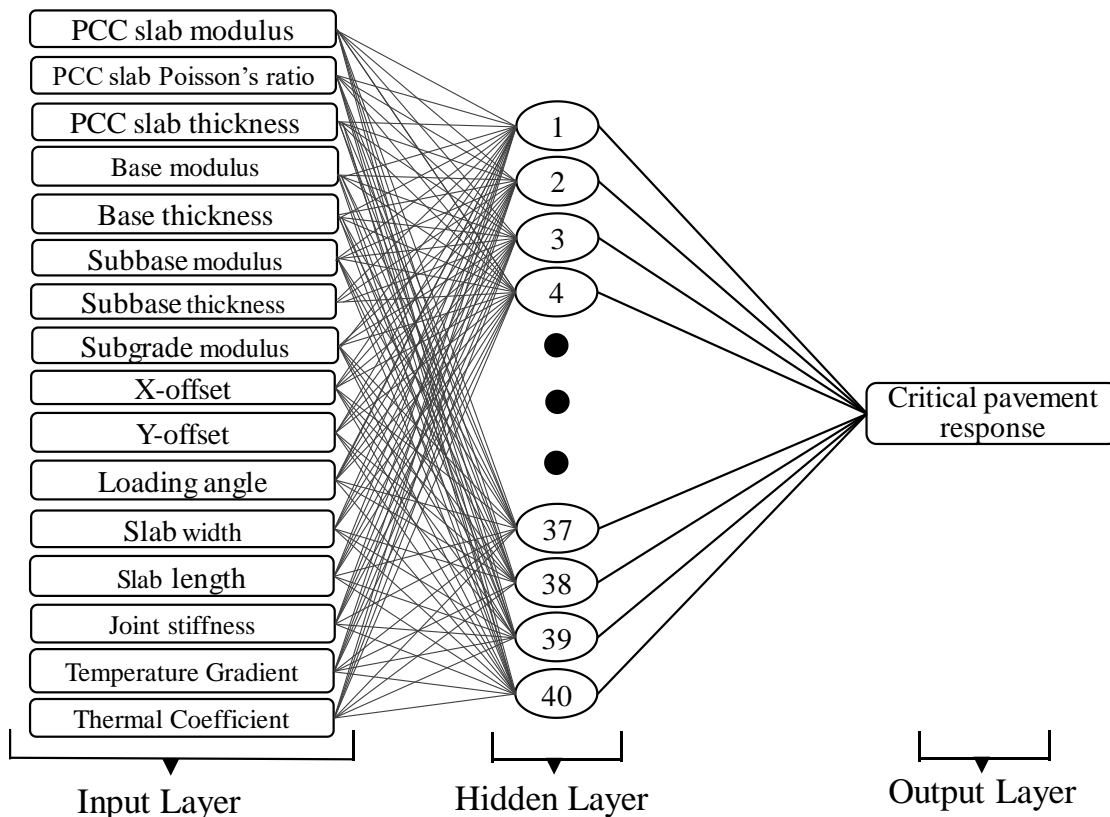 PCC slab modulus
PCC slab Poisson’s ratio
PCC slab thickness
Base modulus
Base thickness
Subbase modulus
Subbase thickness
Subgrade modulus
X-offset
Y-offset
Loading angle
Slab width
Slab length
Joint stiffness
Temperature Gradient
Thermal Coefficient
Input Layer
1
2
3
4
37
38
39
40
Hidden Layer
Critical pavement
response
Output Layer